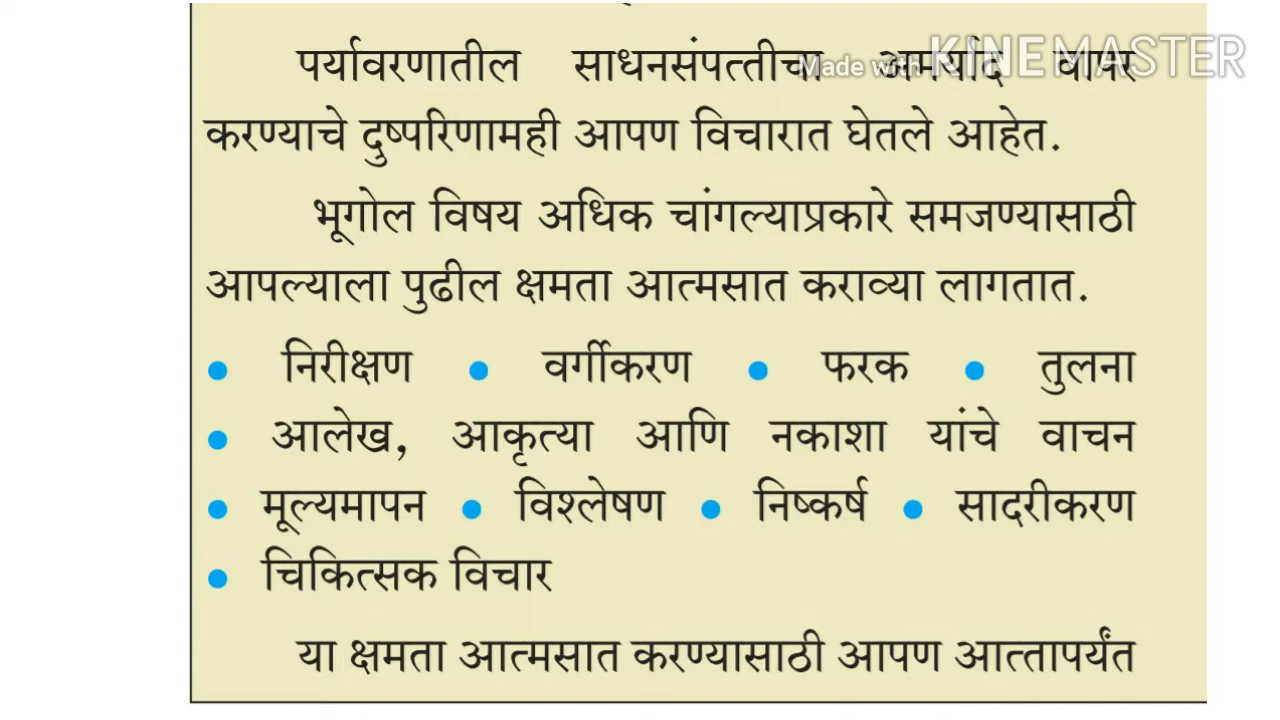 पर्यावरणातील साधनसंपत्तीचा अमर्याद वापर
Made with KINEMASTER
करण्याचे दुष्परिणामही आपण विचारात घेतले आहेत.
भूगोल विषय अधिक चांगल्याप्रकारे समजण्यासाठी
आपल्याला पुढील क्षमता आत्मसात कराव्या लागतात.
• निरीक्षण • वर्गीकरण • फरक • तुलना
• आलेख, आकृत्या आणि नकाशा यांचे वाचन
• मूल्यमापन • विश्लेषण • निष्कर्ष • सादरीकरण
• चिकित्सक विचार
या क्षमता आत्मसात करण्यासाठी आपण आत्तापर्यंत